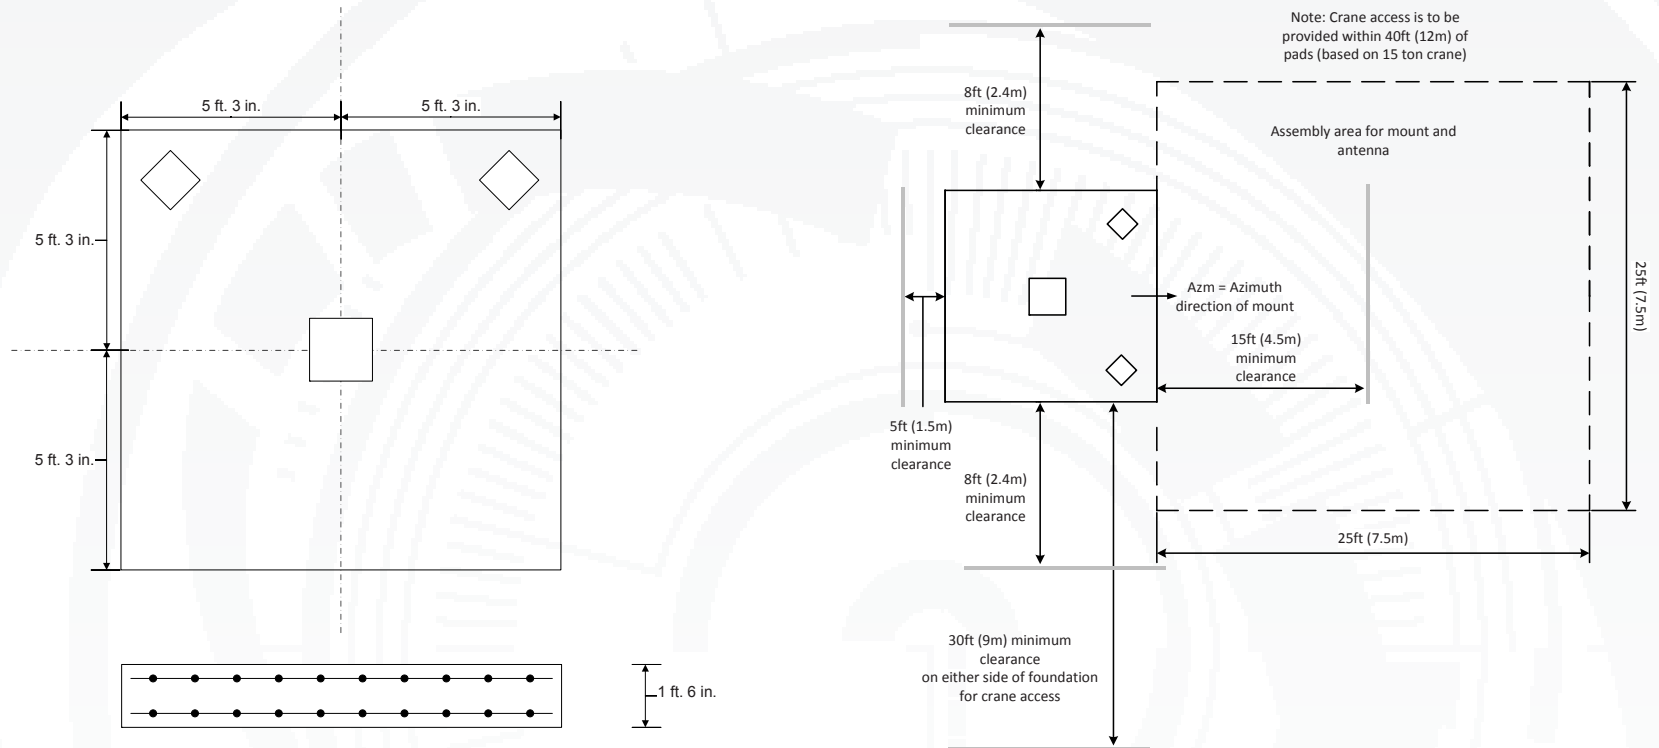 5 ft. 3 in.
5 ft. 3 in.
5 ft. 3 in.
5 ft. 3 in.
1 ft. 6 in.
Note: Crane access is to be
provided within 40ft (12m) of
pads (based on 15 ton crane)
8ft (2.4m)
minimum
clearance
Assembly area for mount and
antenna
Azm = Azimuth
direction of mount
25ft (7.5m)
15ft (4.5m)
minimum
clearance
5ft (1.5m)
minimum
clearance
8ft (2.4m)
minimum
clearance
25ft (7.5m)
30ft (9m) minimum
clearance
on either side of foundation
for crane access